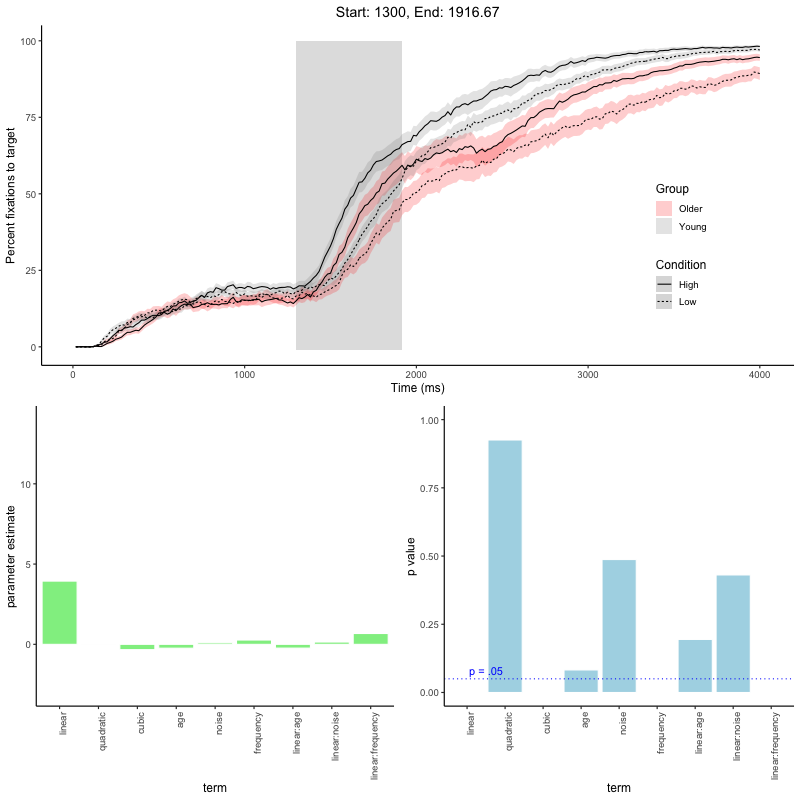 Start: 1300, End: 1916.67
Percent fixations to target
100
75
50
25
0
Group
Older
Young
Condition
High
Low
0
1000
2000
3000
4000
Time (ms)
parameter estimate
10
5
0
linear
quadratic
cubic
age
noise
frequency
linear:age
linear:noise
linear:frequency
term
p value
1.00
0.75
0.50
0.25
0.00
p = .05
linear
quadratic
cubic
age
noise
frequency
linear:age
linear:noise
linear:frequency
term